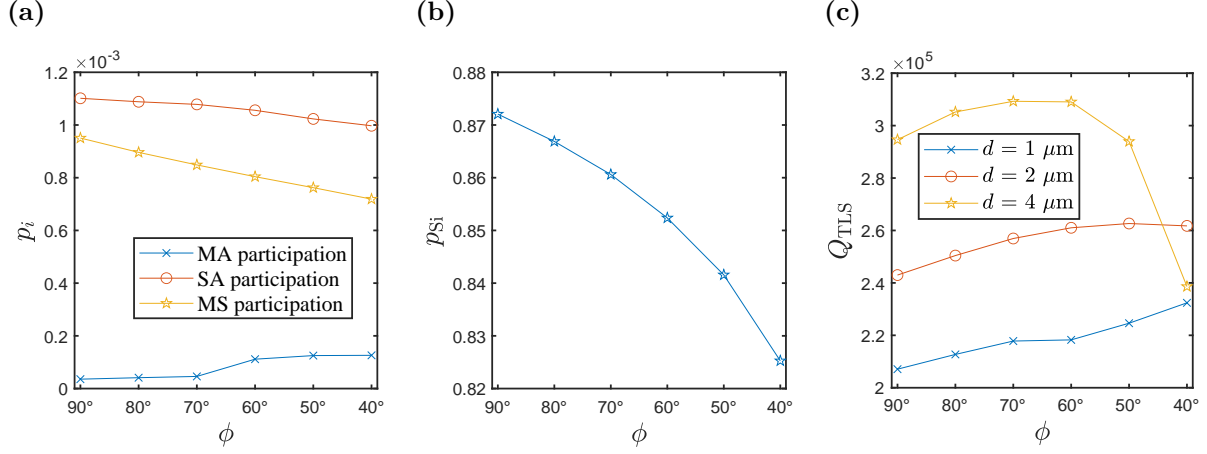 (a)
×10⁻³
1.2
1
0.8
0.6
0.4
0.2
0
p_i
MA participation
SA participation
MS participation
90° 80° 70° 60° 50° 40°
ϕ
(b)
0.88
0.87
0.86
0.85
0.84
0.83
0.82
p_Si
90° 80° 70° 60° 50° 40°
ϕ
(c)
×10⁵
3.2
3
2.8
2.6
2.4
2.2
2
Q_TLS
d = 1 μm
d = 2 μm
d = 4 μm
90° 80° 70° 60° 50° 40°
ϕ